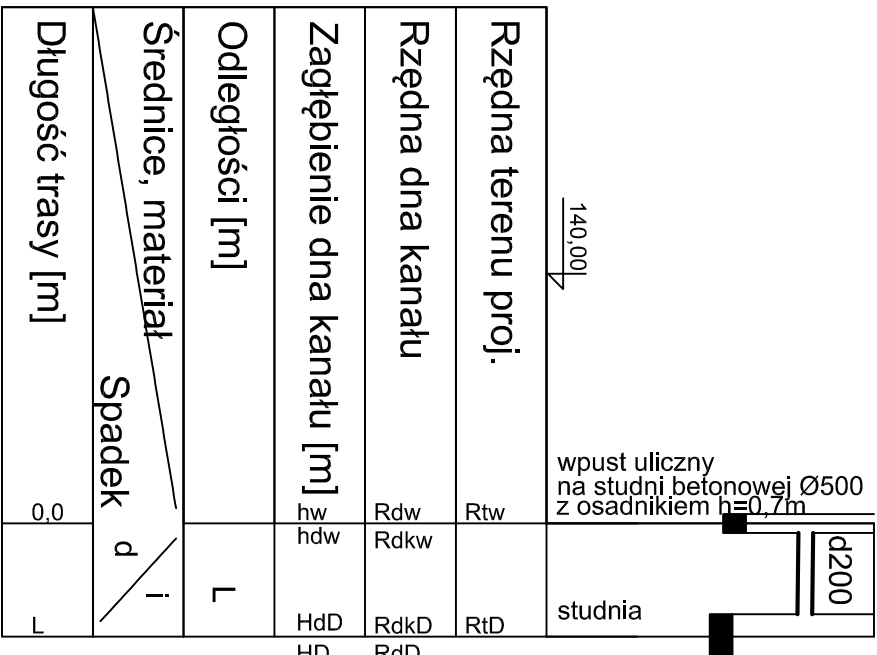 140,00
Rzędna terenu proj.
Rzędna dna kanału
Zagłębienie dna kanału [m]
Odległości [m]
Średnice, materiał
Spadek
Długość trasy [m]
wpust uliczny
na studni betonowej Ø500
z osadnikiem h=0,7m
d200
studnia
Rtw
Rdw
hw
0,0
Rdkw
hdw
d
i
L
RtD
RdkD
HdD
L
RdD
HD